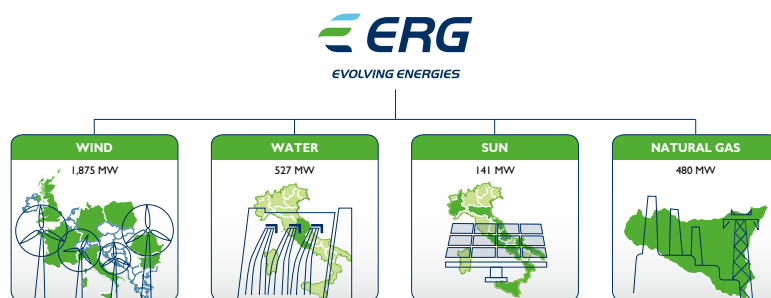 ERG
EVOLVING ENERGIES
WIND
1,875 MW
WATER
527 MW
SUN
141 MW
NATURAL GAS
480 MW